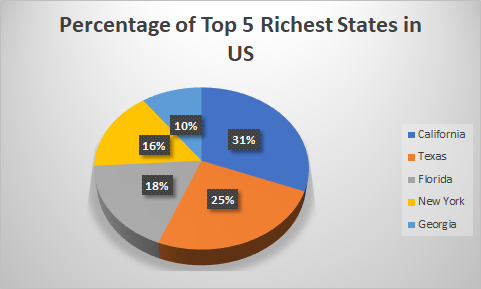 Percentage of Top 5 Richest States in
US
31%
25%
18%
16%
10%
California
Texas
Florida
New York
Georgia